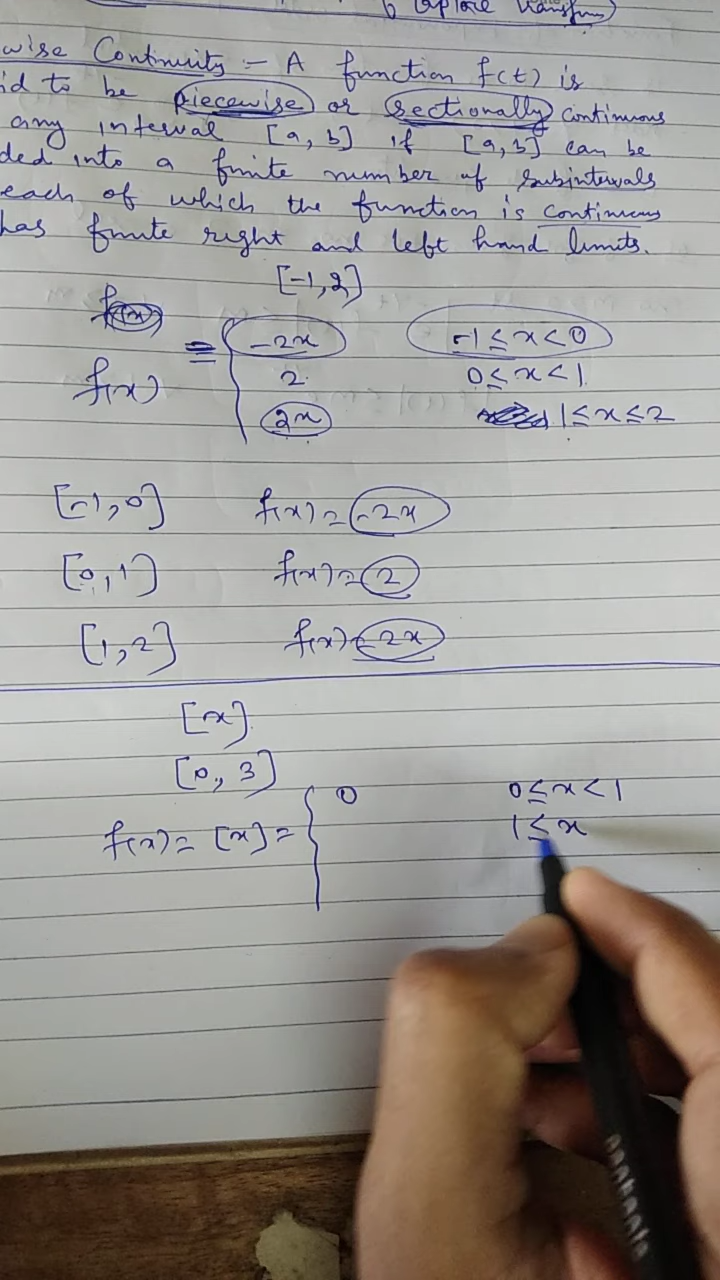 Laplace transform
wise Continuity :- A function f(t) is
id to be piecewise or sectionally continuous
any interval [a, b] if [a, b] can be
ded into a finite number of subintervals
each of which the function is continuous
has finite right and left hand limits.
[-1, 2]
f(x)
f(x) = { -2x -1 ≤ x < 0
2. 0 ≤ x < 1
2x 1 ≤ x ≤ 2
[-1, 0] f(x) = -2x
[0, 1] f(x) = 2
[1, 2] f(x) = 2x
[x]
[0, 3]
f(x) = [x] = { 0 0 ≤ x < 1
1 ≤ x